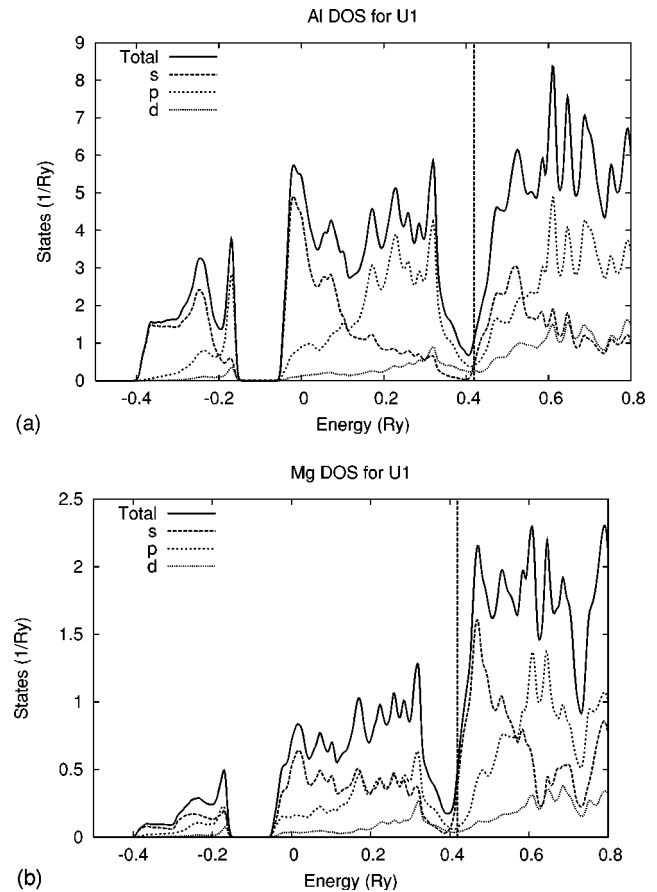 Al DOS for U1
Total
s
p
d
9
8
7
6
5
4
3
2
1
0
States (1/Ry)
-0.4 -0.2 0 0.2 0.4 0.6 0.8
Energy (Ry)
(a)
Mg DOS for U1
Total
s
p
d
2.5
2
1.5
1
0.5
0
States (1/Ry)
-0.4 -0.2 0 0.2 0.4 0.6 0.8
Energy (Ry)
(b)